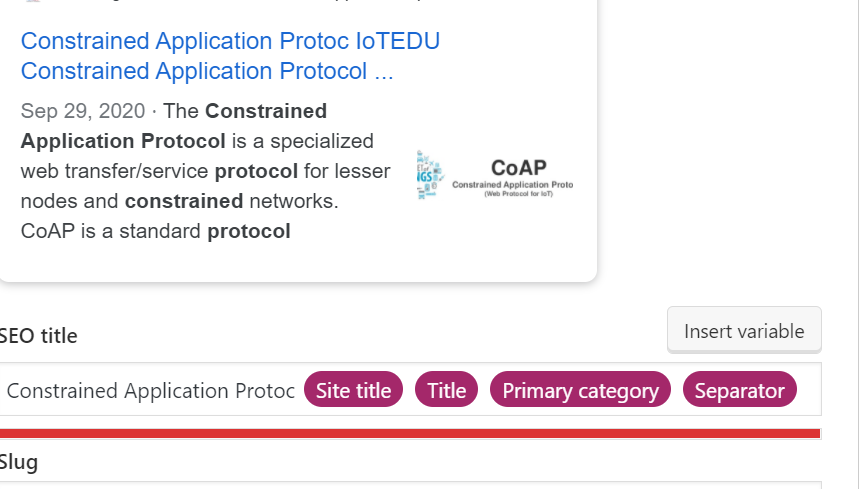 Constrained Application Protoc IoTEDU
Constrained Application Protocol ...
Sep 29, 2020 · The Constrained
Application Protocol is a specialized
web transfer/service protocol for lesser
nodes and constrained networks.
CoAP is a standard protocol
NGS
CoAP
Constrained Application Proto
(Web Protocol for IoT)
SEO title
Insert variable
Constrained Application Protoc Site title Title Primary category Separator
Slug